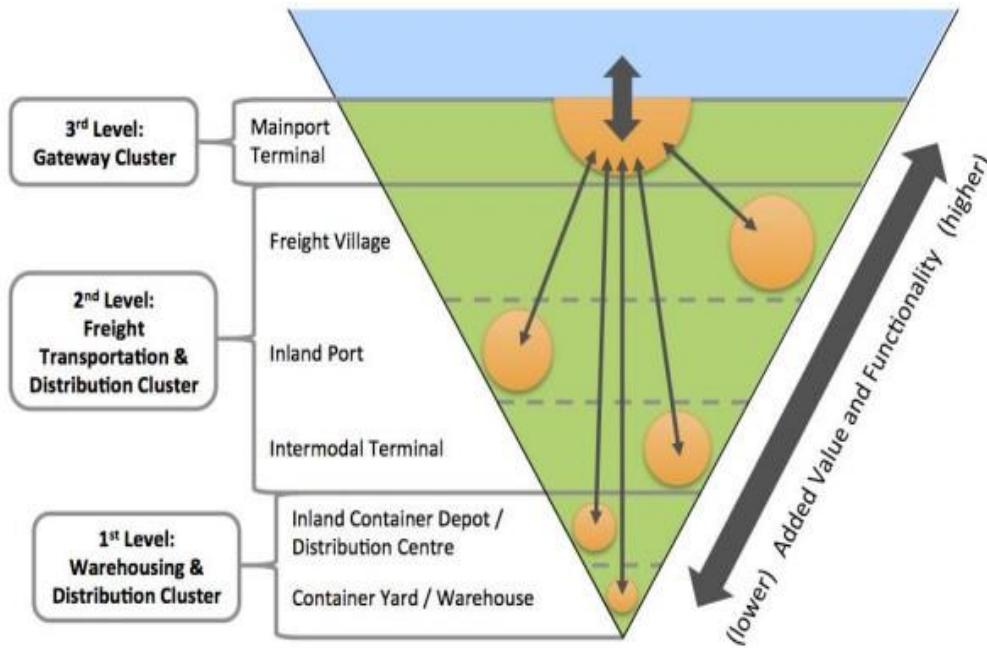 3rd Level:
Gateway Cluster
Mainport
Terminal
Freight Village
2nd Level:
Freight
Transportation &
Distribution Cluster
Inland Port
Intermodal Terminal
1st Level:
Warehousing &
Distribution Cluster
Inland Container Depot /
Distribution Centre
Container Yard / Warehouse
(lower) Added Value and Functionality (higher)